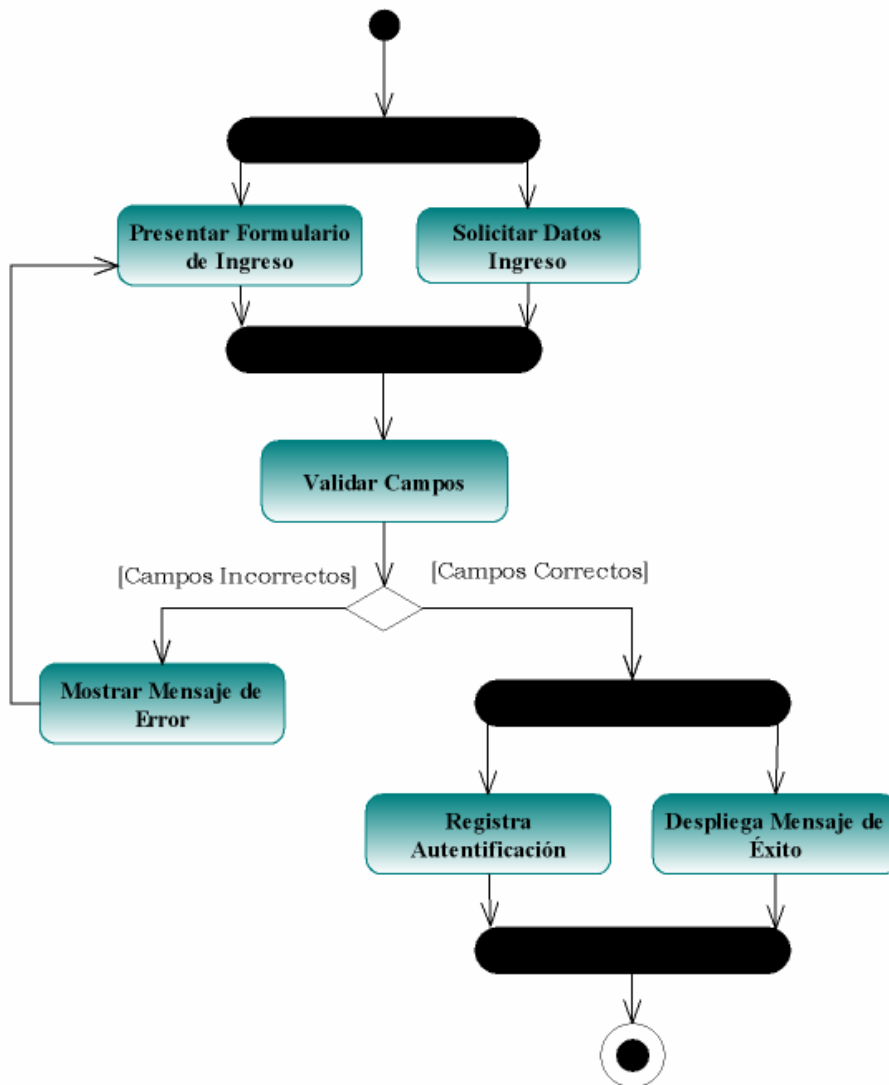 Presentar Formulario
de Ingreso
Solicitar Datos
Ingreso
Validar Campos
[Campos Incorrectos]
[Campos Correctos]
Mostrar Mensaje de
Error
Registra
Autentificación
Despliega Mensaje de
Éxito